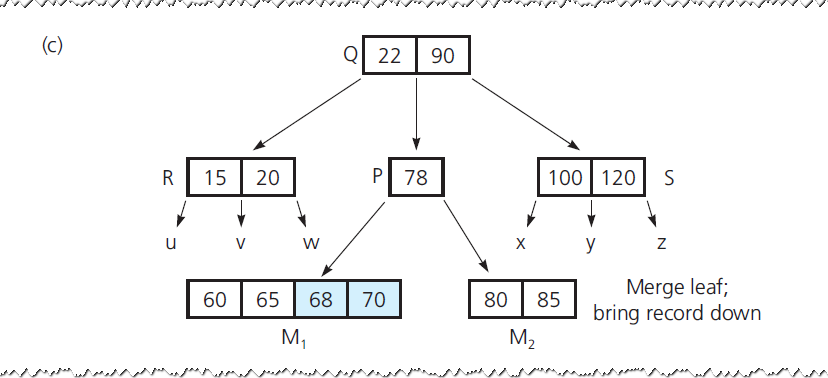 (c)
Q 22 90
R 15 20 P 78 100 120 S
u v w x y z
60 65 68 70 80 85 Merge leaf;
bring record down
M1 M2